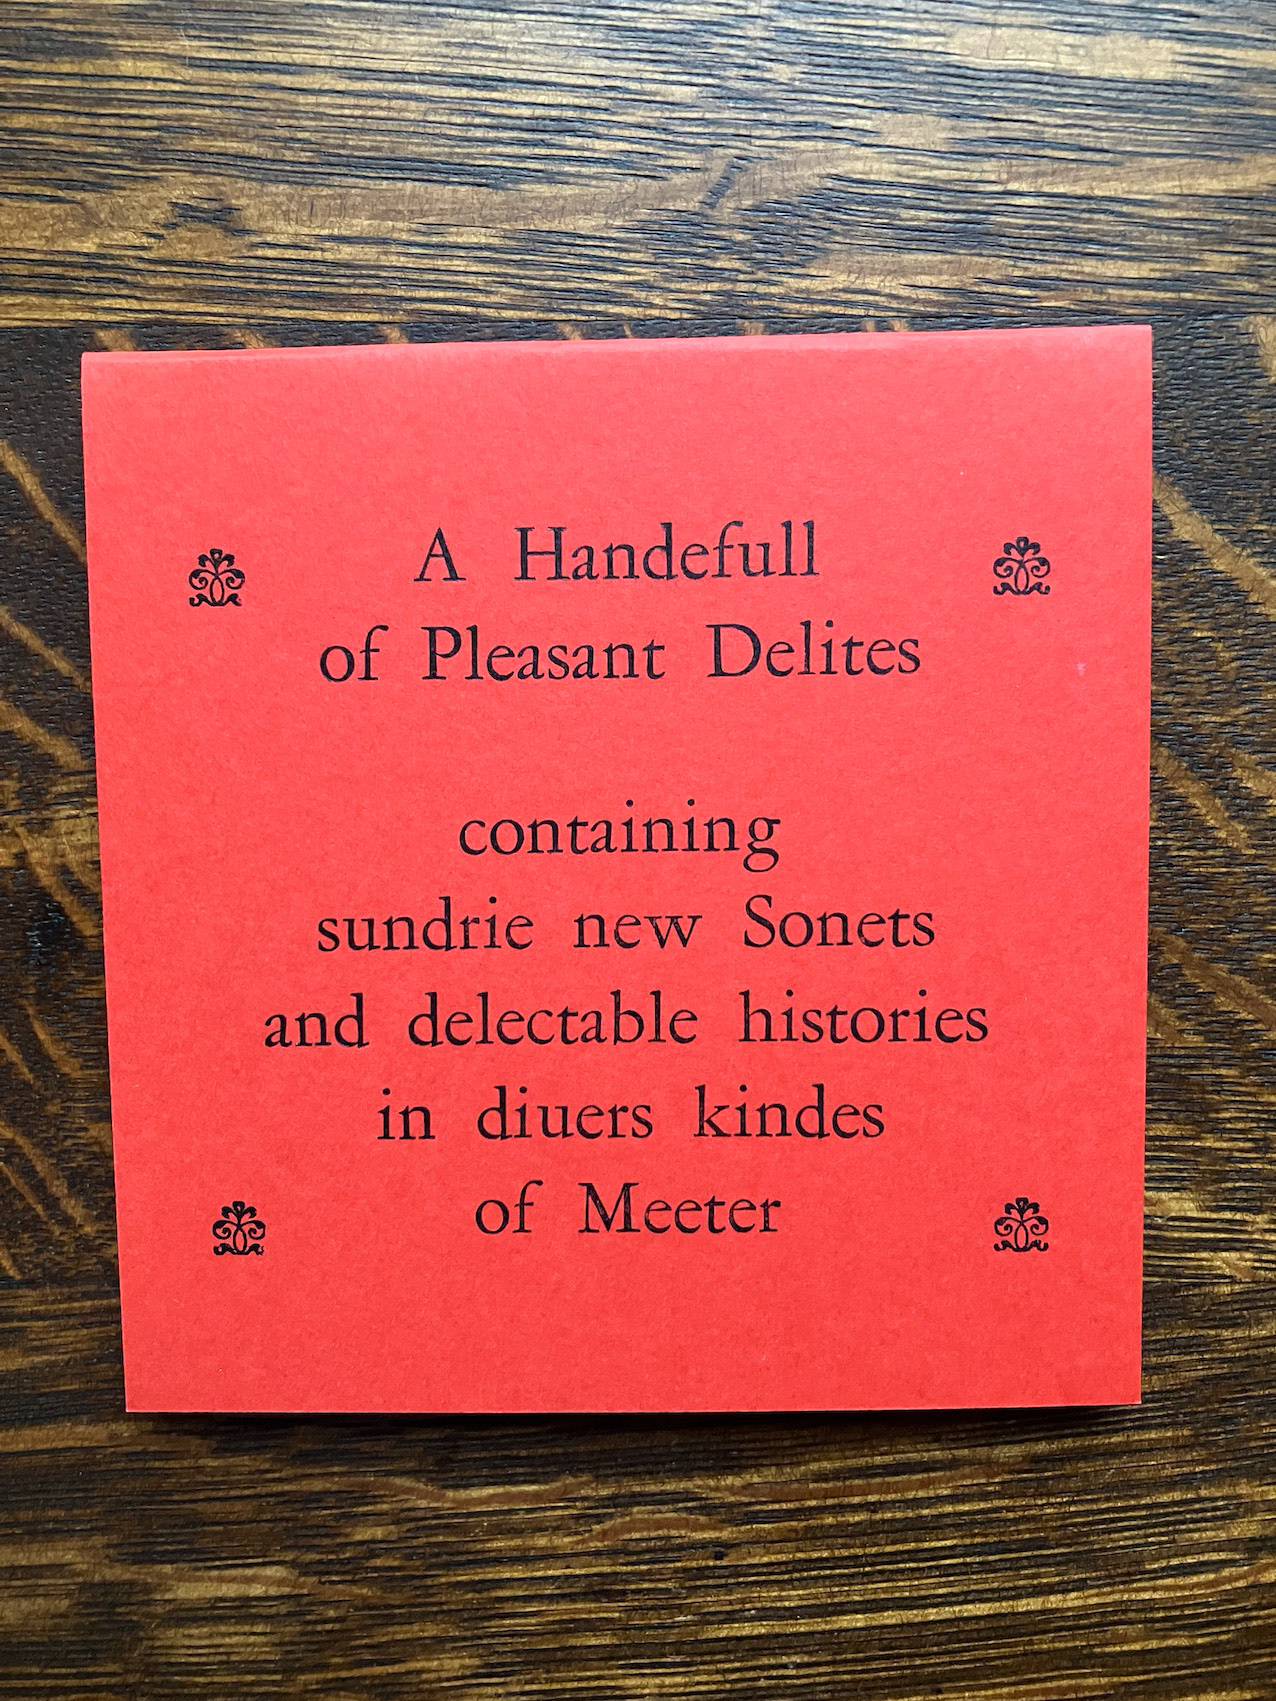 A Handefull
of Pleasant Delites
containing
sundrie new Sonets
and delectable histories
in diuers kindes
of Meeter